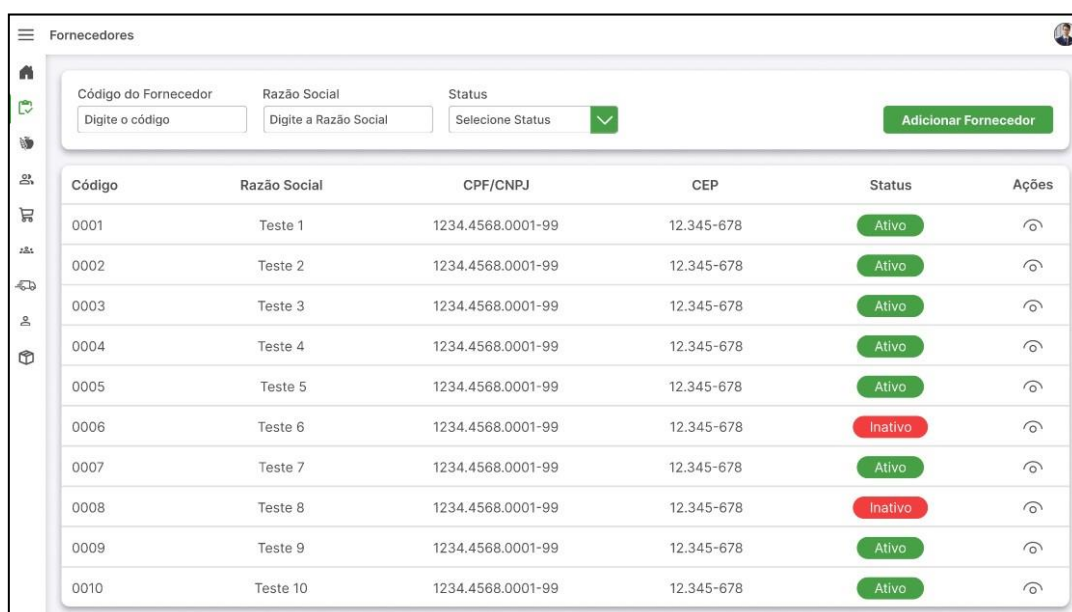 Fornecedores
Código do Fornecedor Razão Social Status
Digite o código Digite a Razão Social Selecione Status Adicionar Fornecedor
Código Razão Social CPF/CNPJ CEP Status Ações
0001 Teste 1 1234.4568.0001-99 12.345-678 Ativo
0002 Teste 2 1234.4568.0001-99 12.345-678 Ativo
0003 Teste 3 1234.4568.0001-99 12.345-678 Ativo
0004 Teste 4 1234.4568.0001-99 12.345-678 Ativo
0005 Teste 5 1234.4568.0001-99 12.345-678 Ativo
0006 Teste 6 1234.4568.0001-99 12.345-678 Inativo
0007 Teste 7 1234.4568.0001-99 12.345-678 Ativo
0008 Teste 8 1234.4568.0001-99 12.345-678 Inativo
0009 Teste 9 1234.4568.0001-99 12.345-678 Ativo
0010 Teste 10 1234.4568.0001-99 12.345-678 Ativo